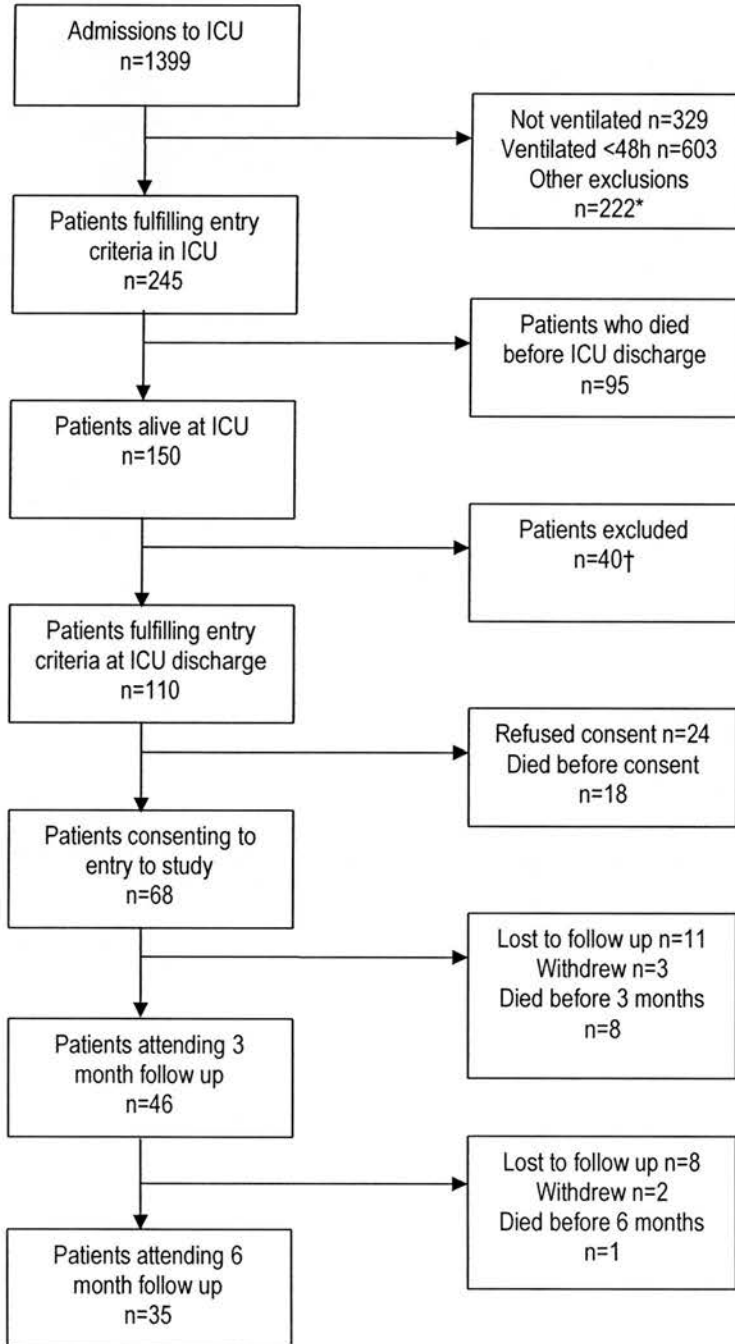 Admissions to ICU
n=1399
Not ventilated n=329
Ventilated <48h n=603
Other exclusions
n=222*
Patients fulfilling entry
criteria in ICU
n=245
Patients who died
before ICU discharge
n=95
Patients alive at ICU
n=150
Patients excluded
n=40†
Patients fulfilling entry
criteria at ICU discharge
n=110
Refused consent n=24
Died before consent
n=18
Patients consenting to
entry to study
n=68
Lost to follow up n=11
Withdrew n=3
Died before 3 months
n=8
Patients attending 3
month follow up
n=46
Lost to follow up n=8
Withdrew n=2
Died before 6 months
n=1
Patients attending 6
month follow up
n=35